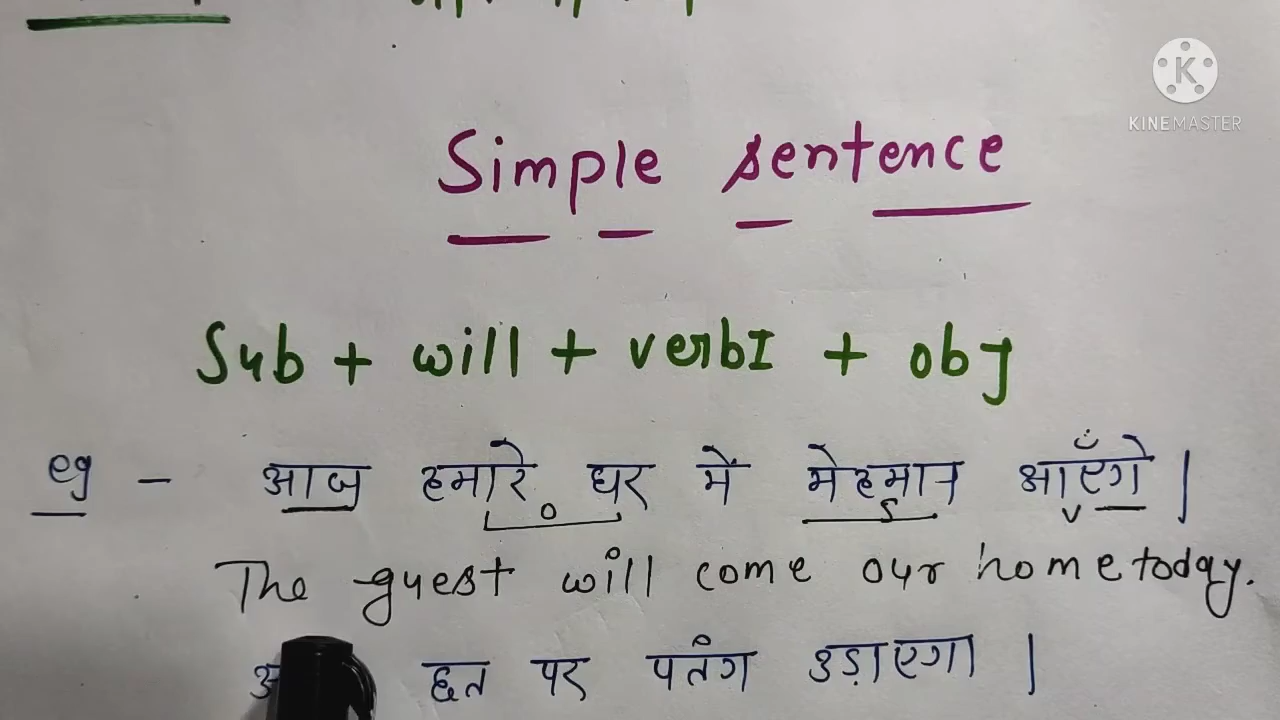 KINEMASTER
Simple sentence
Sub + will + verbI + obj
eg - आज हमारे घर में मेहमान आएँगे |
O S V
The guest will come our home today.
छत पर पतंग उड़ाएगा |